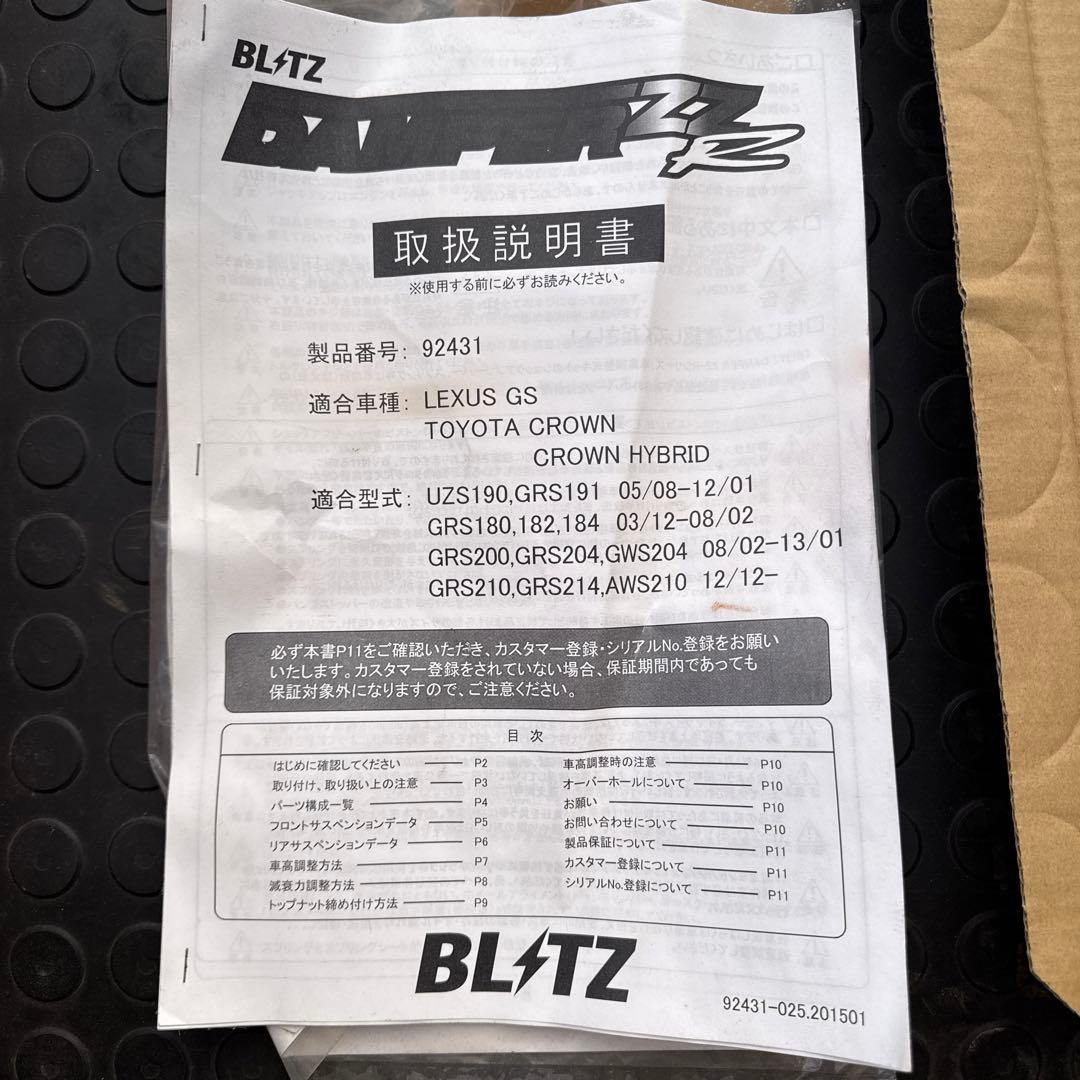 BLITZ
DAMPER ZZ R
取扱説明書
※使用する前に必ずお読みください。
製品番号: 92431
適合車種: LEXUS GS
TOYOTA CROWN
CROWN HYBRID
適合型式: UZS190,GRS191 05/08-12/01
GRS180,182,184 03/12-08/02
GRS200,GRS204,GWS204 08/02-13/01
GRS210,GRS214,AWS210 12/12-
必ず本書P11をご確認いただき、カスタマー登録・シリアルNo.登録をお願い
いたします。カスタマー登録をされていない場合、保証期間内であっても
保証対象外になりますので、ご注意ください。
目 次
はじめに確認してください P2
取り付け、取り扱い上の注意 P3
パーツ構成一覧 P4
フロントサスペンションデータ P5
リアサスペンションデータ P6
車高調整方法 P7
減衰力調整方法 P8
トップナット締め付け方法 P9
車高調整時の注意 P10
オーバーホールについて P10
お願い P10
お問い合わせについて P10
製品保証について P11
カスタマー登録について P11
シリアルNo.登録について P11
BLITZ
92431-025.201501